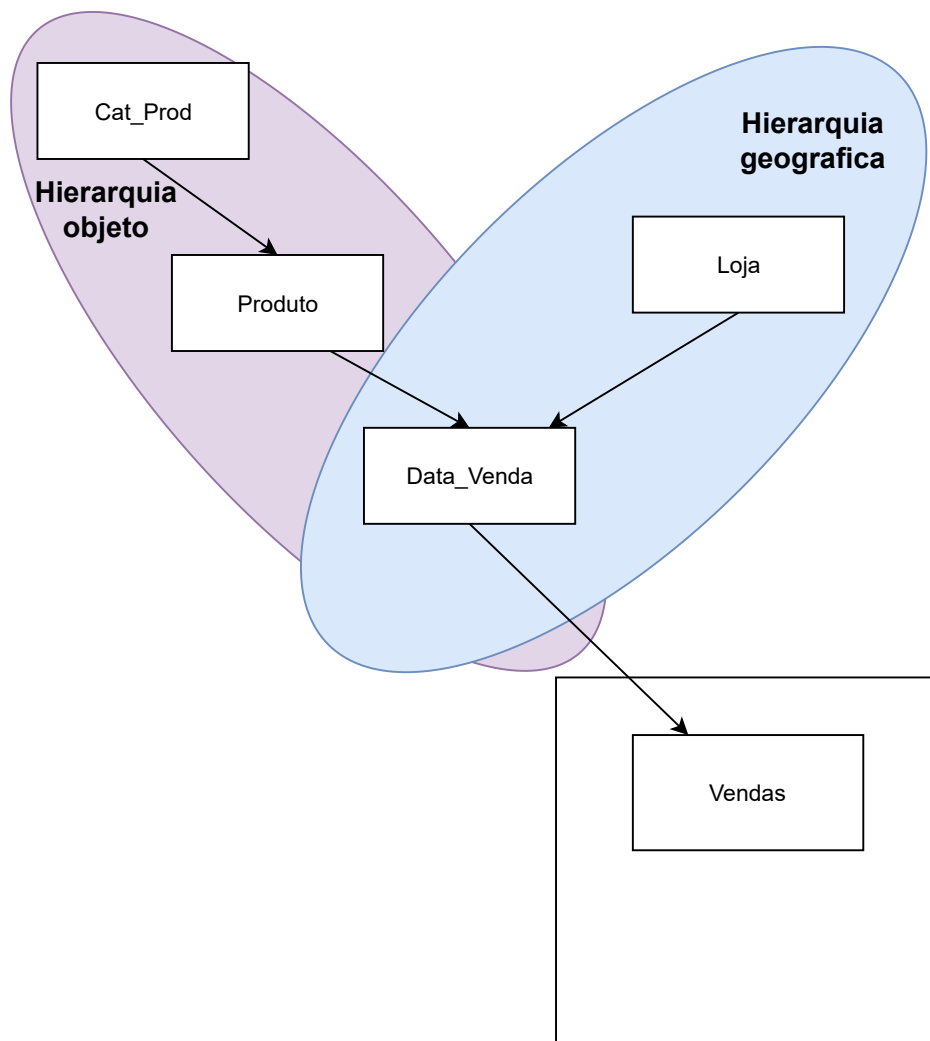 Cat_Prod
Hierarquia
objeto
Hierarquia
geografica
Produto
Loja
Data_Venda
Vendas